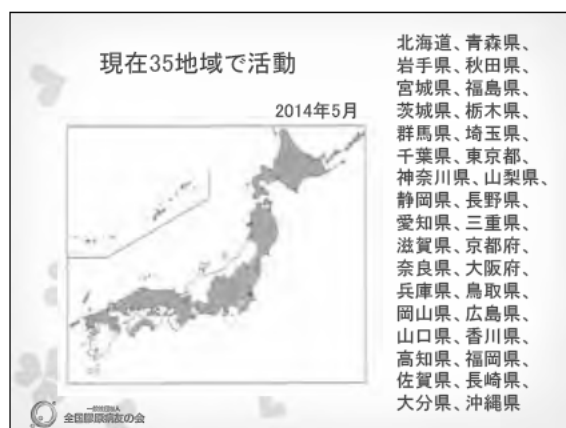 現在35地域で活動
2014年5月
北海道、青森県、
岩手県、秋田県、
宮城県、福島県、
茨城県、栃木県、
群馬県、埼玉県、
千葉県、東京都、
神奈川県、山梨県、
静岡県、長野県、
愛知県、三重県、
滋賀県、京都府、
奈良県、大阪府、
兵庫県、鳥取県、
岡山県、広島県、
山口県、香川県、
高知県、福岡県、
佐賀県、長崎県、
大分県、沖縄県
一般社団法人
全国膠原病友の会